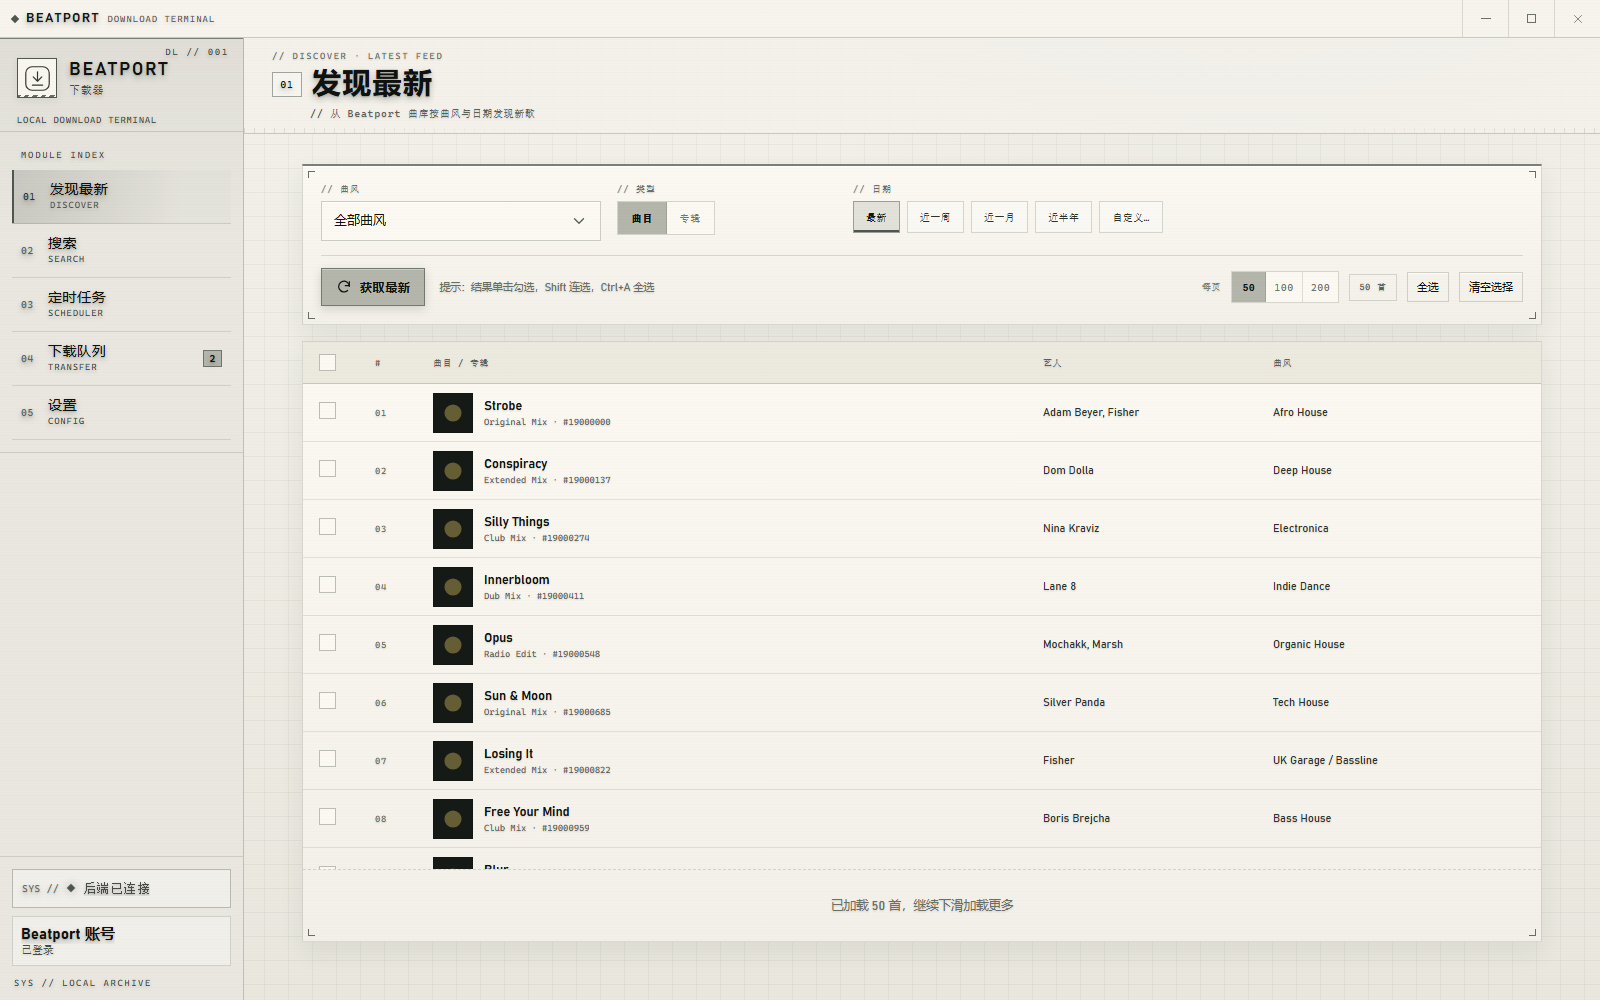 ◆ BEATPORT DOWNLOAD TERMINAL
DL // 001
BEATPORT
下载器
LOCAL DOWNLOAD TERMINAL
MODULE INDEX
01 发现最新
DISCOVER
02 搜索
SEARCH
03 定时任务
SCHEDULER
04 下载队列 2
TRANSFER
05 设置
CONFIG
SYS // ◆ 后端已连接
Beatport 账号
已登录
SYS // LOCAL ARCHIVE
// DISCOVER · LATEST FEED
01 发现最新
// 从 Beatport 曲库按曲风与日期发现新歌
// 曲风 // 类型 // 日期
全部曲风 曲目 专辑 最新 近一周 近一月 近半年 自定义…
获取最新 提示：结果单击勾选，Shift 连选，Ctrl+A 全选 每页 50 100 200 50 首 全选 清空选择
# 曲目 / 专辑 艺人 曲风
01 Strobe Adam Beyer, Fisher Afro House
Original Mix · #19000000
02 Conspiracy Dom Dolla Deep House
Extended Mix · #19000137
03 Silly Things Nina Kraviz Electronica
Club Mix · #19000274
04 Innerbloom Lane 8 Indie Dance
Dub Mix · #19000411
05 Opus Mochakk, Marsh Organic House
Radio Edit · #19000548
06 Sun & Moon Silver Panda Tech House
Original Mix · #19000685
07 Losing It Fisher UK Garage / Bassline
Extended Mix · #19000822
08 Free Your Mind Boris Brejcha Bass House
Club Mix · #19000959
已加载 50 首，继续下滑加载更多